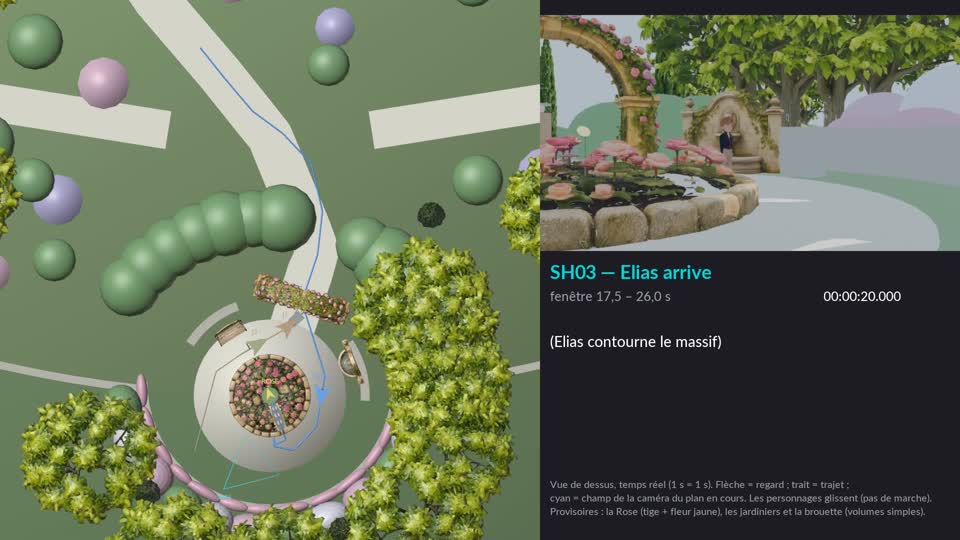 ROSE
SH03 — Elias arrive
fenêtre 17,5 – 26,0 s
00:00:20.000
(Elias contourne le massif)
Vue de dessus, temps réel (1 s = 1 s). Flèche = regard ; trait = trajet ;
cyan = champ de la caméra du plan en cours. Les personnages glissent (pas de marche).
Provisoires : la Rose (tige + fleur jaune), les jardiniers et la brouette (volumes simples).